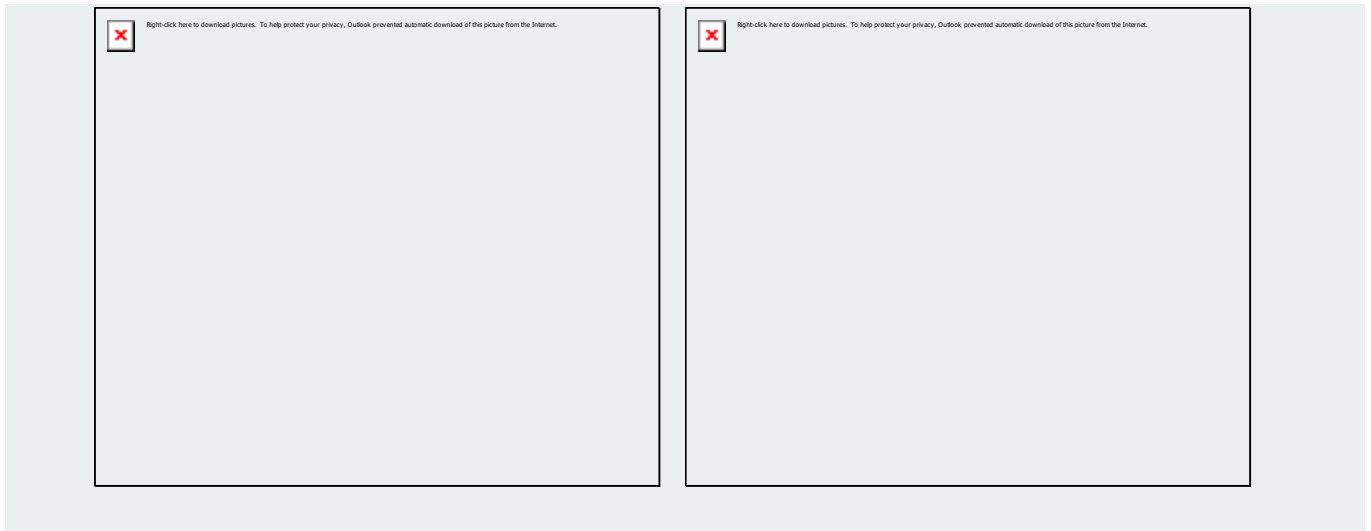 Right-click here to download pictures. To help protect your privacy, Outlook prevented automatic download of this picture from the Internet.
Right-click here to download pictures. To help protect your privacy, Outlook prevented automatic download of this picture from the Internet.